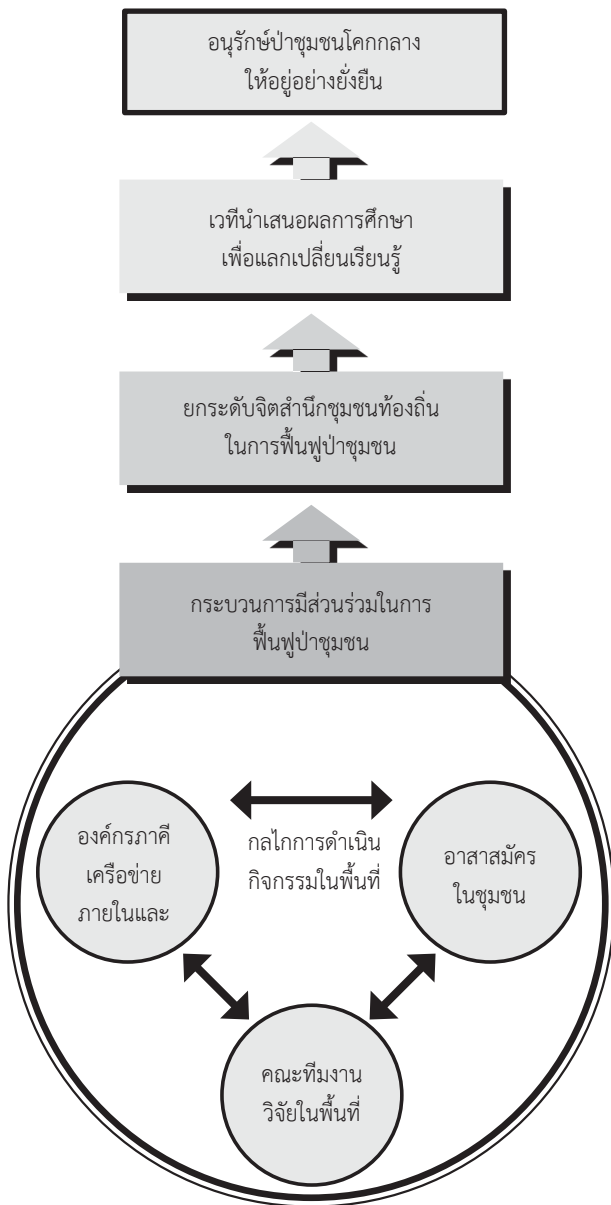 อนุรักษ์ป่าชุมชนโคกกลาง
ให้อยู่อย่างยั่งยืน
เวทีนำเสนอผลการศึกษา
เพื่อแลกเปลี่ยนเรียนรู้
ยกระดับจิตสำนึกชุมชนท้องถิ่น
ในการฟื้นฟูป่าชุมชน
กระบวนการมีส่วนร่วมในการ
ฟื้นฟูป่าชุมชน
องค์กรภาคี
เครือข่าย
ภายในและ
กลไกการดำเนิน
กิจกรรมในพื้นที่
อาสาสมัคร
ในชุมชน
คณะทีมงาน
วิจัยในพื้นที่